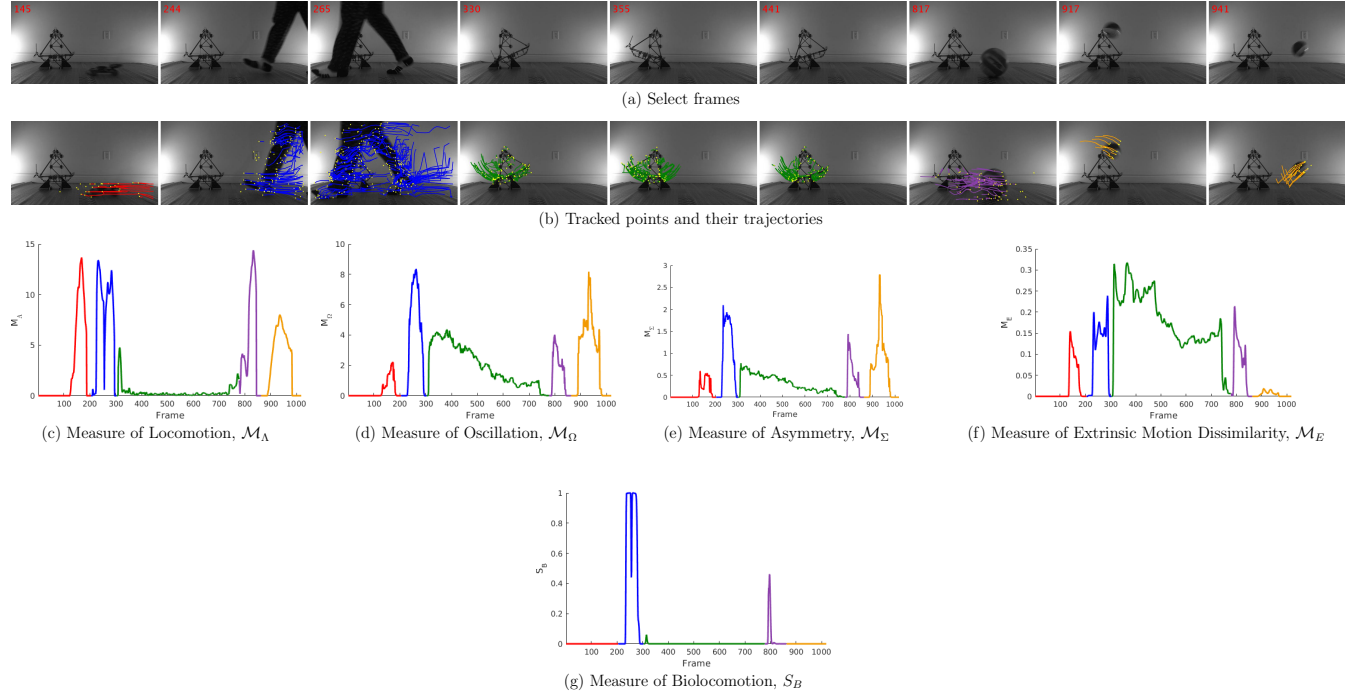 145 244 265 330 355 441 817 917 941
(a) Select frames
(b) Tracked points and their trajectories
15
10
5
0
M_Λ
100 200 300 400 500 600 700 800 900 1000
Frame
(c) Measure of Locomotion, 𝓜_Λ
10
8
6
4
2
0
M_Ω
100 200 300 400 500 600 700 800 900 1000
Frame
(d) Measure of Oscillation, 𝓜_Ω
3
2.5
2
1.5
1
0.5
0
M_Σ
100 200 300 400 500 600 700 800 900 1000
Frame
(e) Measure of Asymmetry, 𝓜_Σ
0.35
0.3
0.25
0.2
0.15
0.1
0.05
0
M_E
100 200 300 400 500 600 700 800 900 1000
Frame
(f) Measure of Extrinsic Motion Dissimilarity, 𝓜_E
1
0.8
0.6
0.4
0.2
0
S_B
100 200 300 400 500 600 700 800 900 1000
Frame
(g) Measure of Biolocomotion, S_B